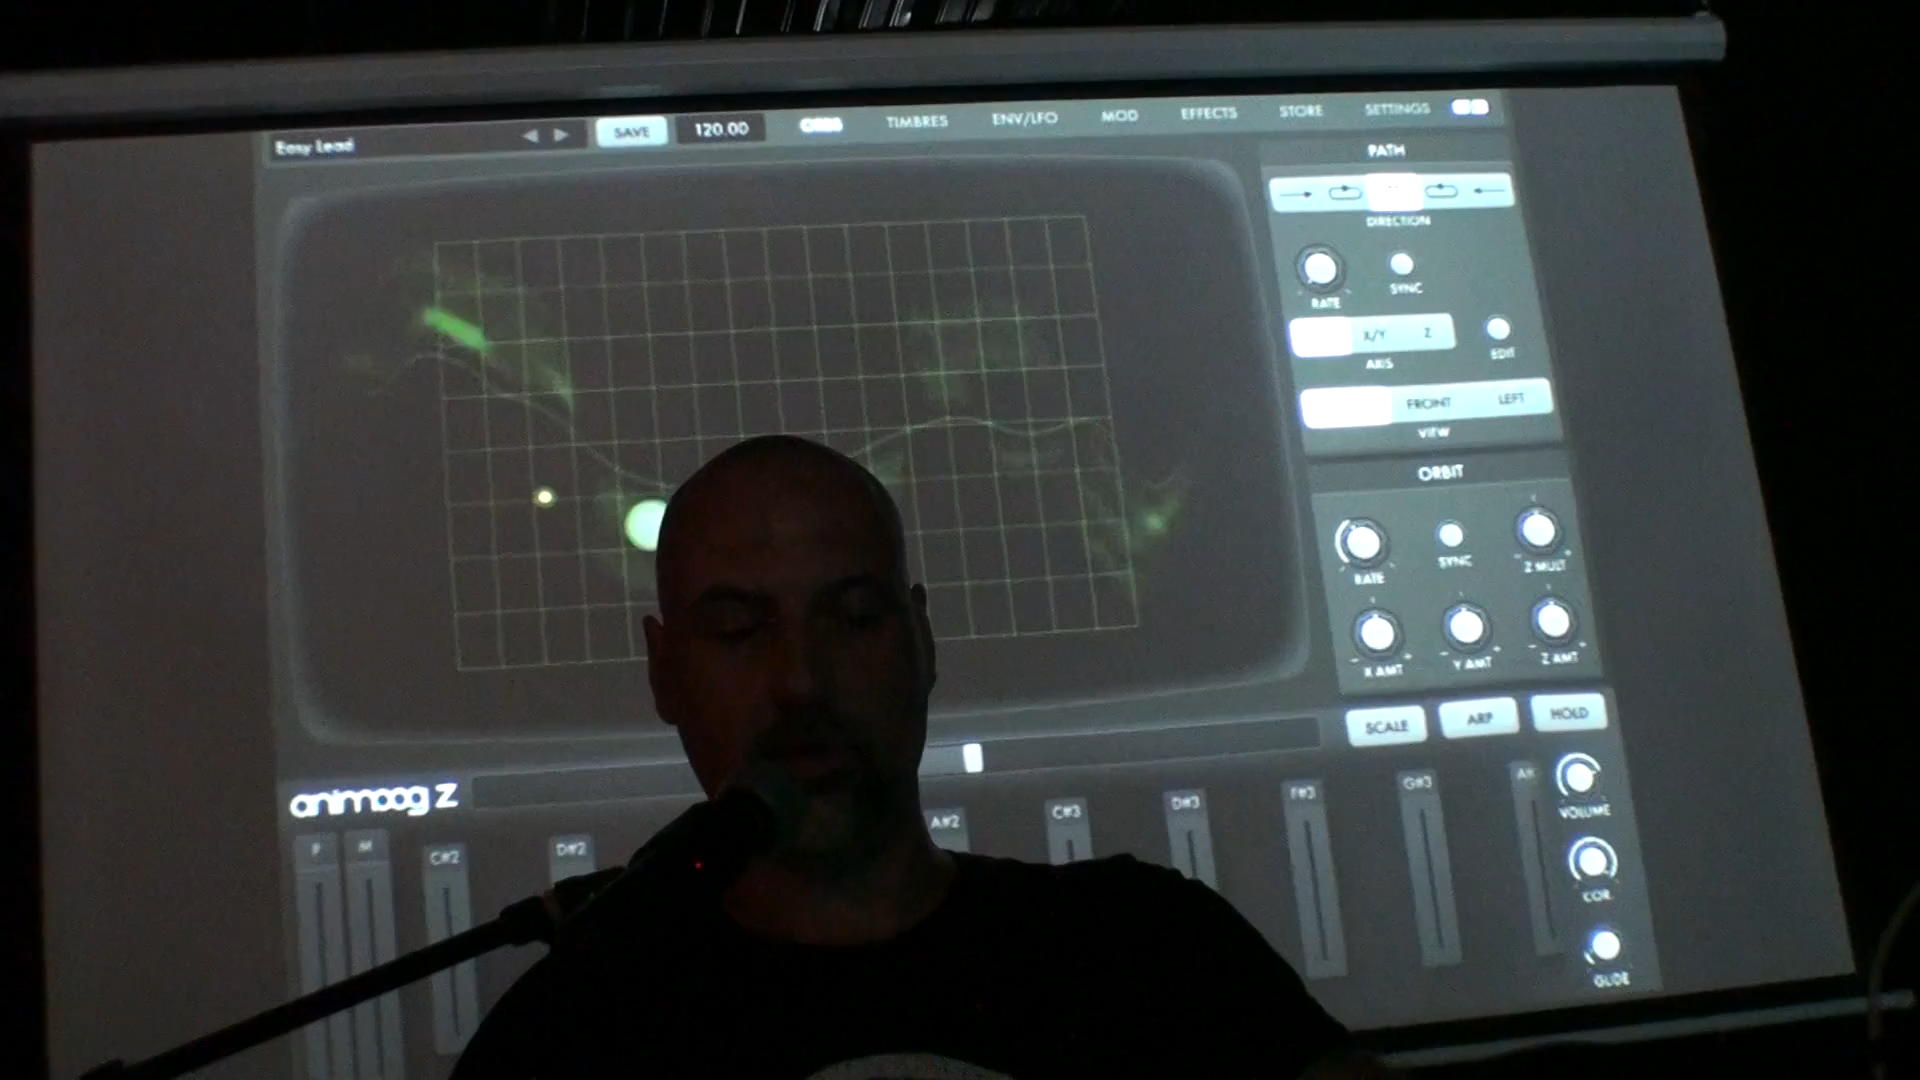 Easy Lead
SAVE
120.00
ORBS
TIMBRES
ENV/LFO
MOD
EFFECTS
STORE
SETTINGS
PATH
DIRECTION
RATE
SYNC
X/Y
Z
AXIS
EDIT
FRONT
LEFT
VIEW
ORBIT
RATE
SYNC
Z MULT
X AMT
Y AMT
Z AMT
SCALE
ARP
HOLD
animoog Z
P
M
C#2
D#2
A#2
C#3
D#3
F#3
G#3
VOLUME
COR
GLIDE